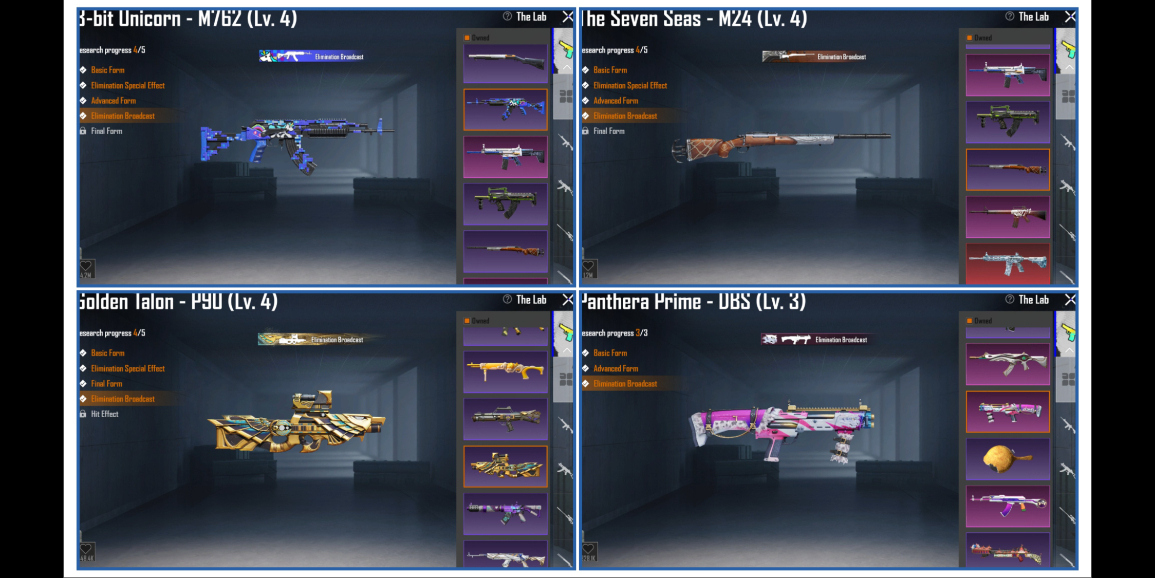 8-bit Unicorn - M762 (Lv. 4)
The Lab
esearch progress 4/5
Elimination Broadcast
Owned
Basic Form
Elimination Special Effect
Advanced Form
Elimination Broadcast
Final Form
The Seven Seas - M24 (Lv. 4)
The Lab
esearch progress 4/5
Elimination Broadcast
Owned
Basic Form
Elimination Special Effect
Advanced Form
Elimination Broadcast
Final Form
Golden Talon - P90 (Lv. 4)
The Lab
esearch progress 4/5
Elimination Broadcast
Owned
Basic Form
Elimination Special Effect
Final Form
Elimination Broadcast
Hit Effect
Panthera Prime - DBS (Lv. 3)
The Lab
esearch progress 3/3
Elimination Broadcast
Owned
Basic Form
Advanced Form
Elimination Broadcast